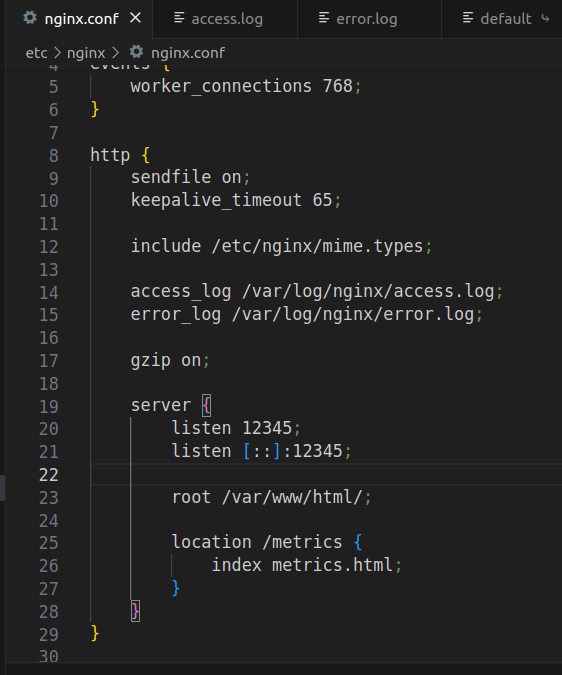 nginx.conf × access.log error.log default
etc > nginx > nginx.conf
4 events {
5 worker_connections 768;
6 }
7
8 http {
9 sendfile on;
10 keepalive_timeout 65;
11
12 include /etc/nginx/mime.types;
13
14 access_log /var/log/nginx/access.log;
15 error_log /var/log/nginx/error.log;
16
17 gzip on;
18
19 server {
20 listen 12345;
21 listen [::]:12345;
22
23 root /var/www/html/;
24
25 location /metrics {
26 index metrics.html;
27 }
28 }
29 }
30